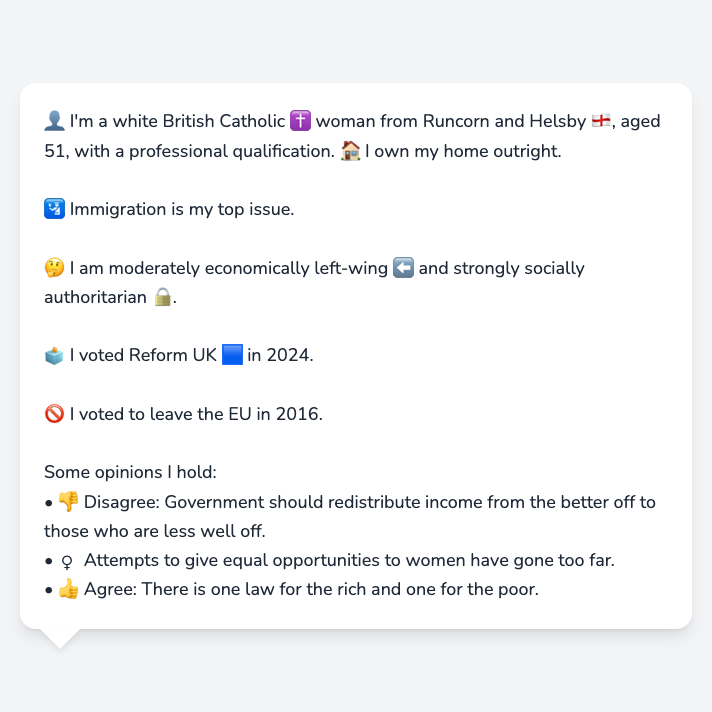 👤 I'm a white British Catholic ✝️ woman from Runcorn and Helsby 🏴󠁧󠁢󠁥󠁮󠁧󠁿, aged
51, with a professional qualification. 🏠 I own my home outright.
🛂 Immigration is my top issue.
🤔 I am moderately economically left-wing ⬅️ and strongly socially
authoritarian 🔒.
🗳️ I voted Reform UK 🟦 in 2024.
🚫 I voted to leave the EU in 2016.
Some opinions I hold:
• 👎 Disagree: Government should redistribute income from the better off to
those who are less well off.
• ♀ Attempts to give equal opportunities to women have gone too far.
• 👍 Agree: There is one law for the rich and one for the poor.